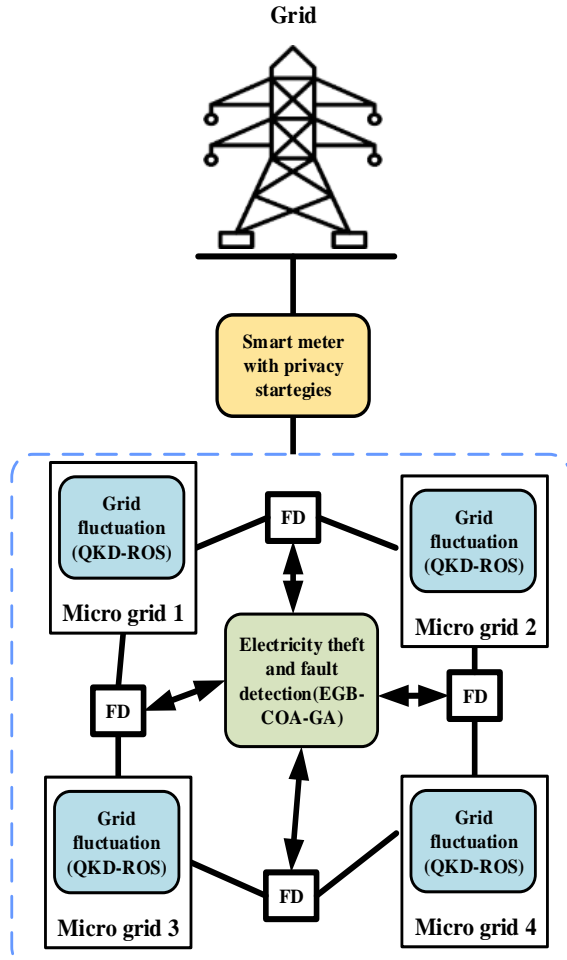 Grid
Smart meter
with privacy
startegies
Grid
fluctuation
(QKD-ROS)
Micro grid 1
FD
Grid
fluctuation
(QKD-ROS)
Micro grid 2
Electricity theft
and fault
detection(EGB-
COA-GA)
FD
FD
Grid
fluctuation
(QKD-ROS)
Micro grid 3
FD
Grid
fluctuation
(QKD-ROS)
Micro grid 4